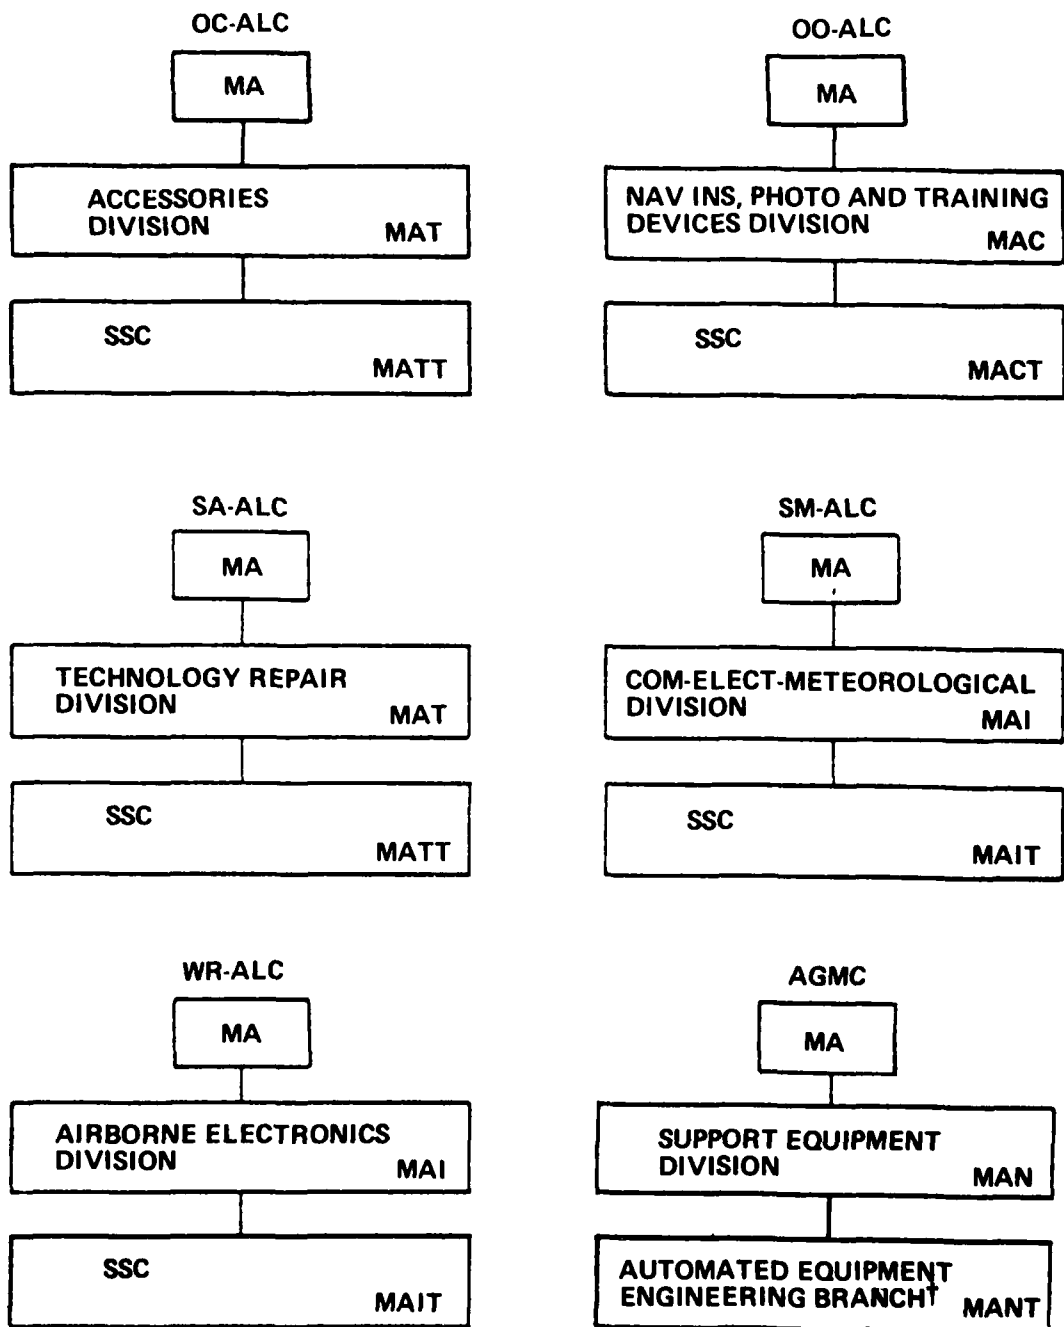 OC-ALC
MA
ACCESSORIES
DIVISION
MAT
SSC
MATT
OO-ALC
MA
NAV INS, PHOTO AND TRAINING
DEVICES DIVISION
MAC
SSC
MACT
SA-ALC
MA
TECHNOLOGY REPAIR
DIVISION
MAT
SSC
MATT
SM-ALC
MA
COM-ELECT-METEOROLOGICAL
DIVISION
MAI
SSC
MAIT
WR-ALC
MA
AIRBORNE ELECTRONICS
DIVISION
MAI
SSC
MAIT
AGMC
MA
SUPPORT EQUIPMENT
DIVISION
MAN
AUTOMATED EQUIPMENT
ENGINEERING BRANCH†
MANT